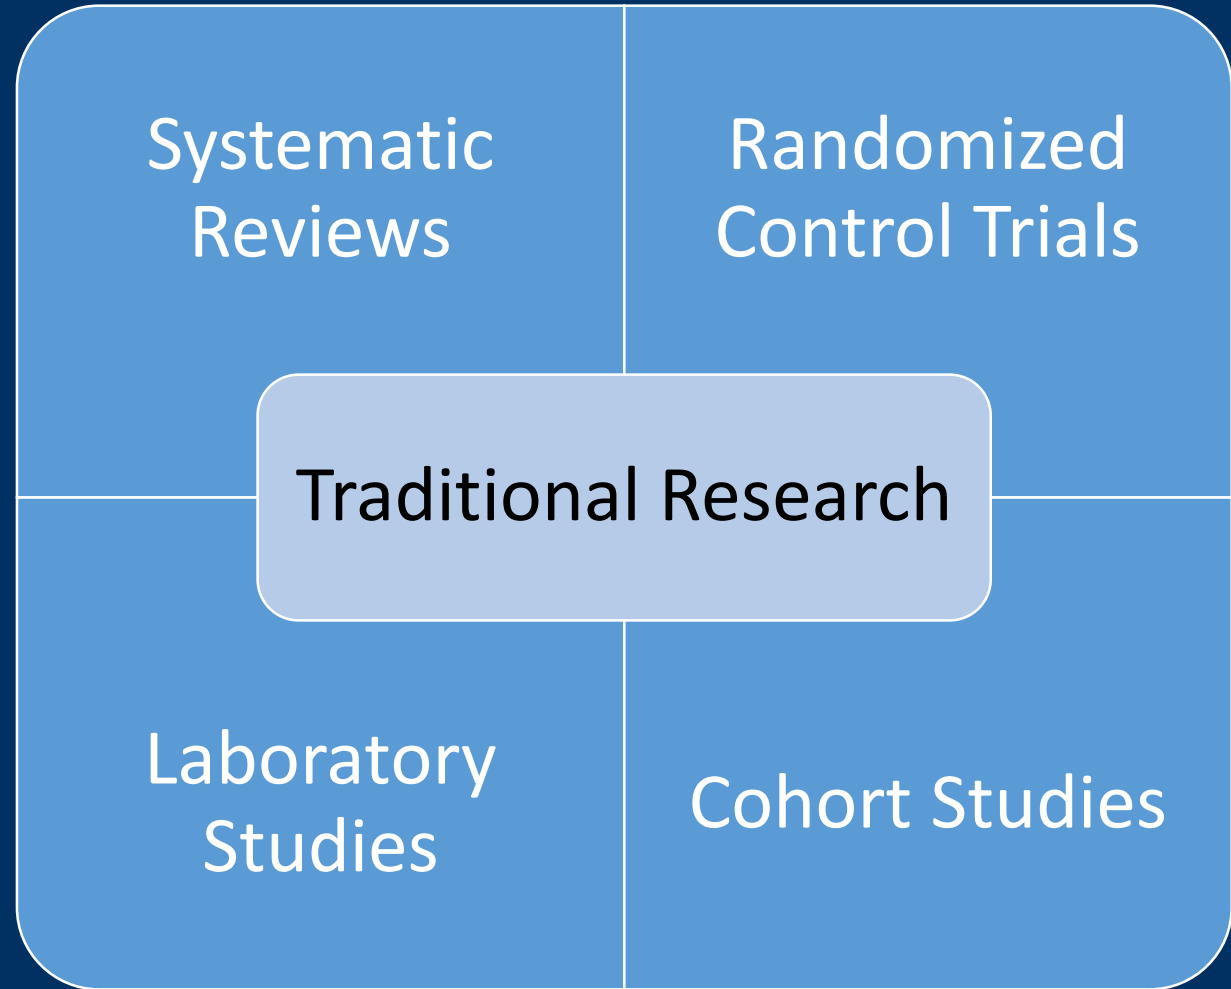 Systematic
Reviews
Randomized
Control Trials
Traditional Research
Laboratory
Studies
Cohort Studies